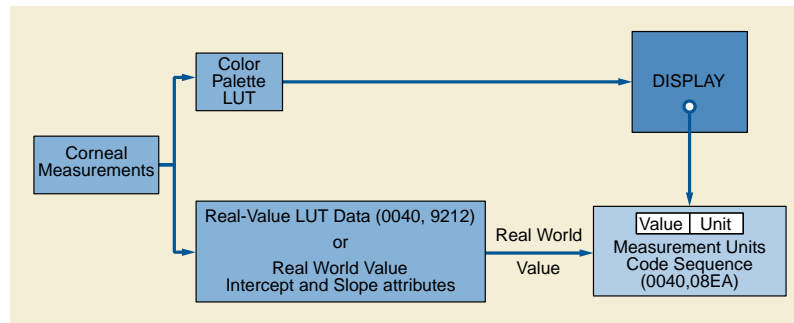 Color
Palette
LUT
DISPLAY
Corneal
Measurements
Real-Value LUT Data (0040, 9212)
or
Real World Value
Intercept and Slope attributes
Real World
Value
Value Unit
Measurement Units
Code Sequence
(0040,08EA)